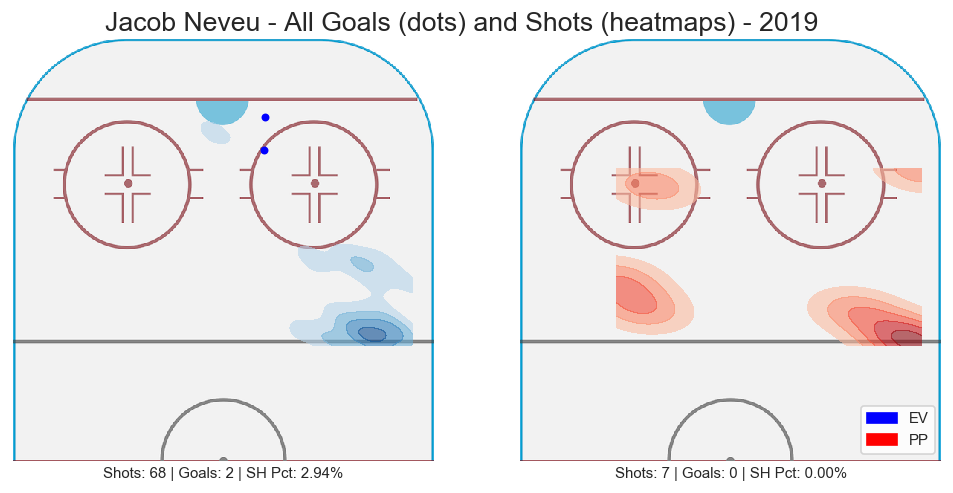 Jacob Neveu - All Goals (dots) and Shots (heatmaps) - 2019
EV
PP
Shots: 68 | Goals: 2 | SH Pct: 2.94%
Shots: 7 | Goals: 0 | SH Pct: 0.00%